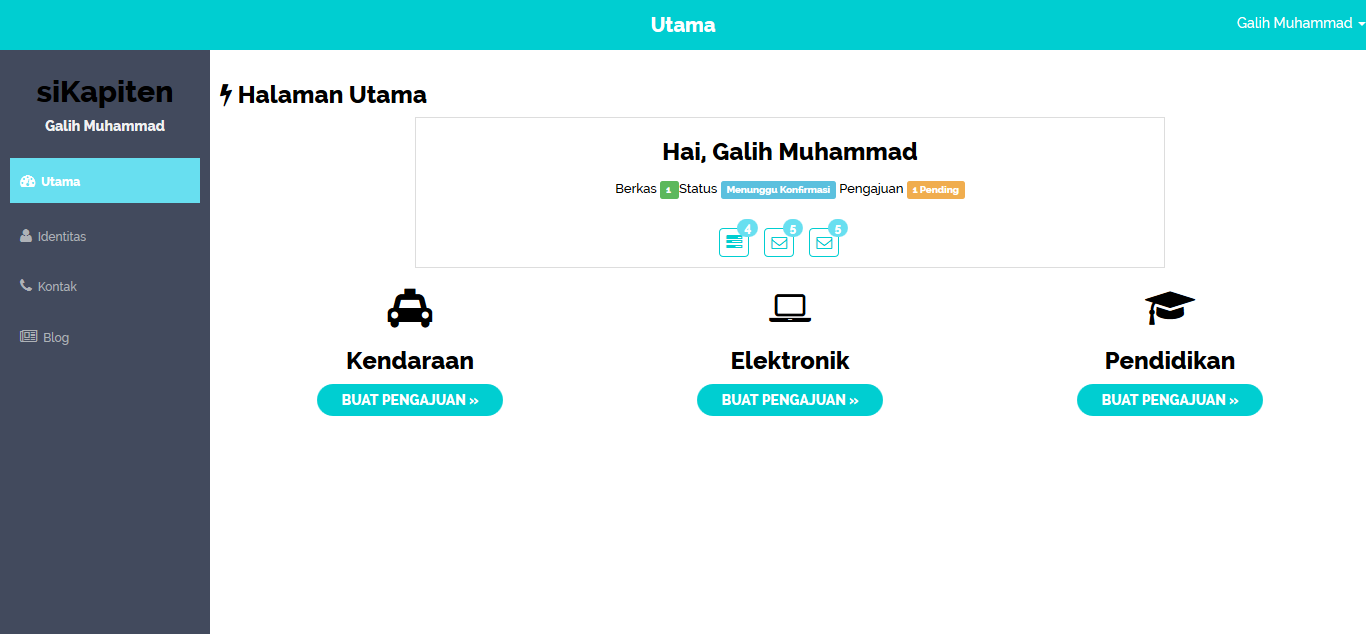 Utama
Galih Muhammad
siKapiten
Galih Muhammad
Utama
Identitas
Kontak
Blog
Halaman Utama
Hai, Galih Muhammad
Berkas 1 Status Menunggu Konfirmasi Pengajuan 1 Pending
4 5 5
Kendaraan Elektronik Pendidikan
BUAT PENGAJUAN » BUAT PENGAJUAN » BUAT PENGAJUAN »